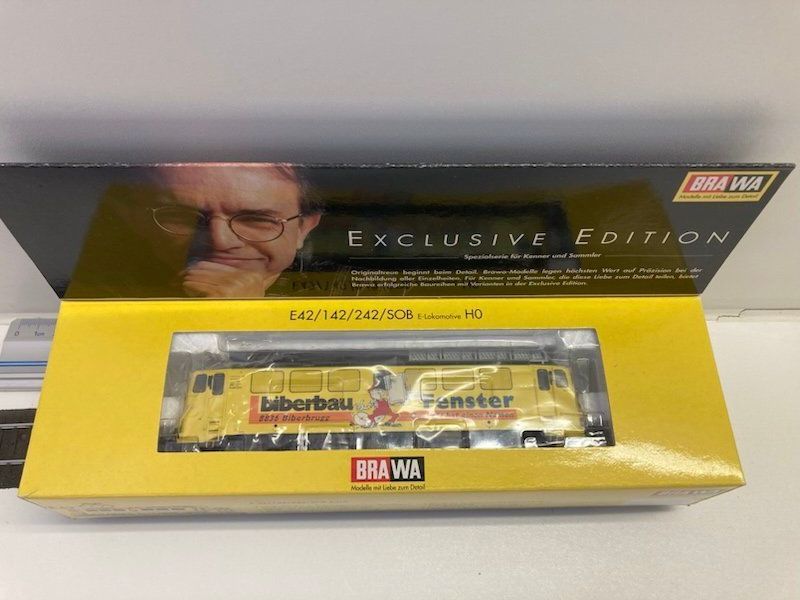 BRAWA
Modelle mit Liebe zum Detail
EXCLUSIVE EDITION
Spezialserie für Kenner und Sammler
Originaltreue beginnt beim Detail. Brawa-Modelle legen höchsten Wert auf Präzision bei der
Nachbildung aller Einzelheiten. Für Kenner und Sammler, die diese Liebe zum Detail teilen, bietet
Brawa erfolgreiche Baureihen mit Varianten in der Exclusive Edition.
E42/142/242/SOB E-Lokomotive H0
0 1cm
biberbau Fenster
8836 Biberbrugg
BRAWA
Modelle mit Liebe zum Detail